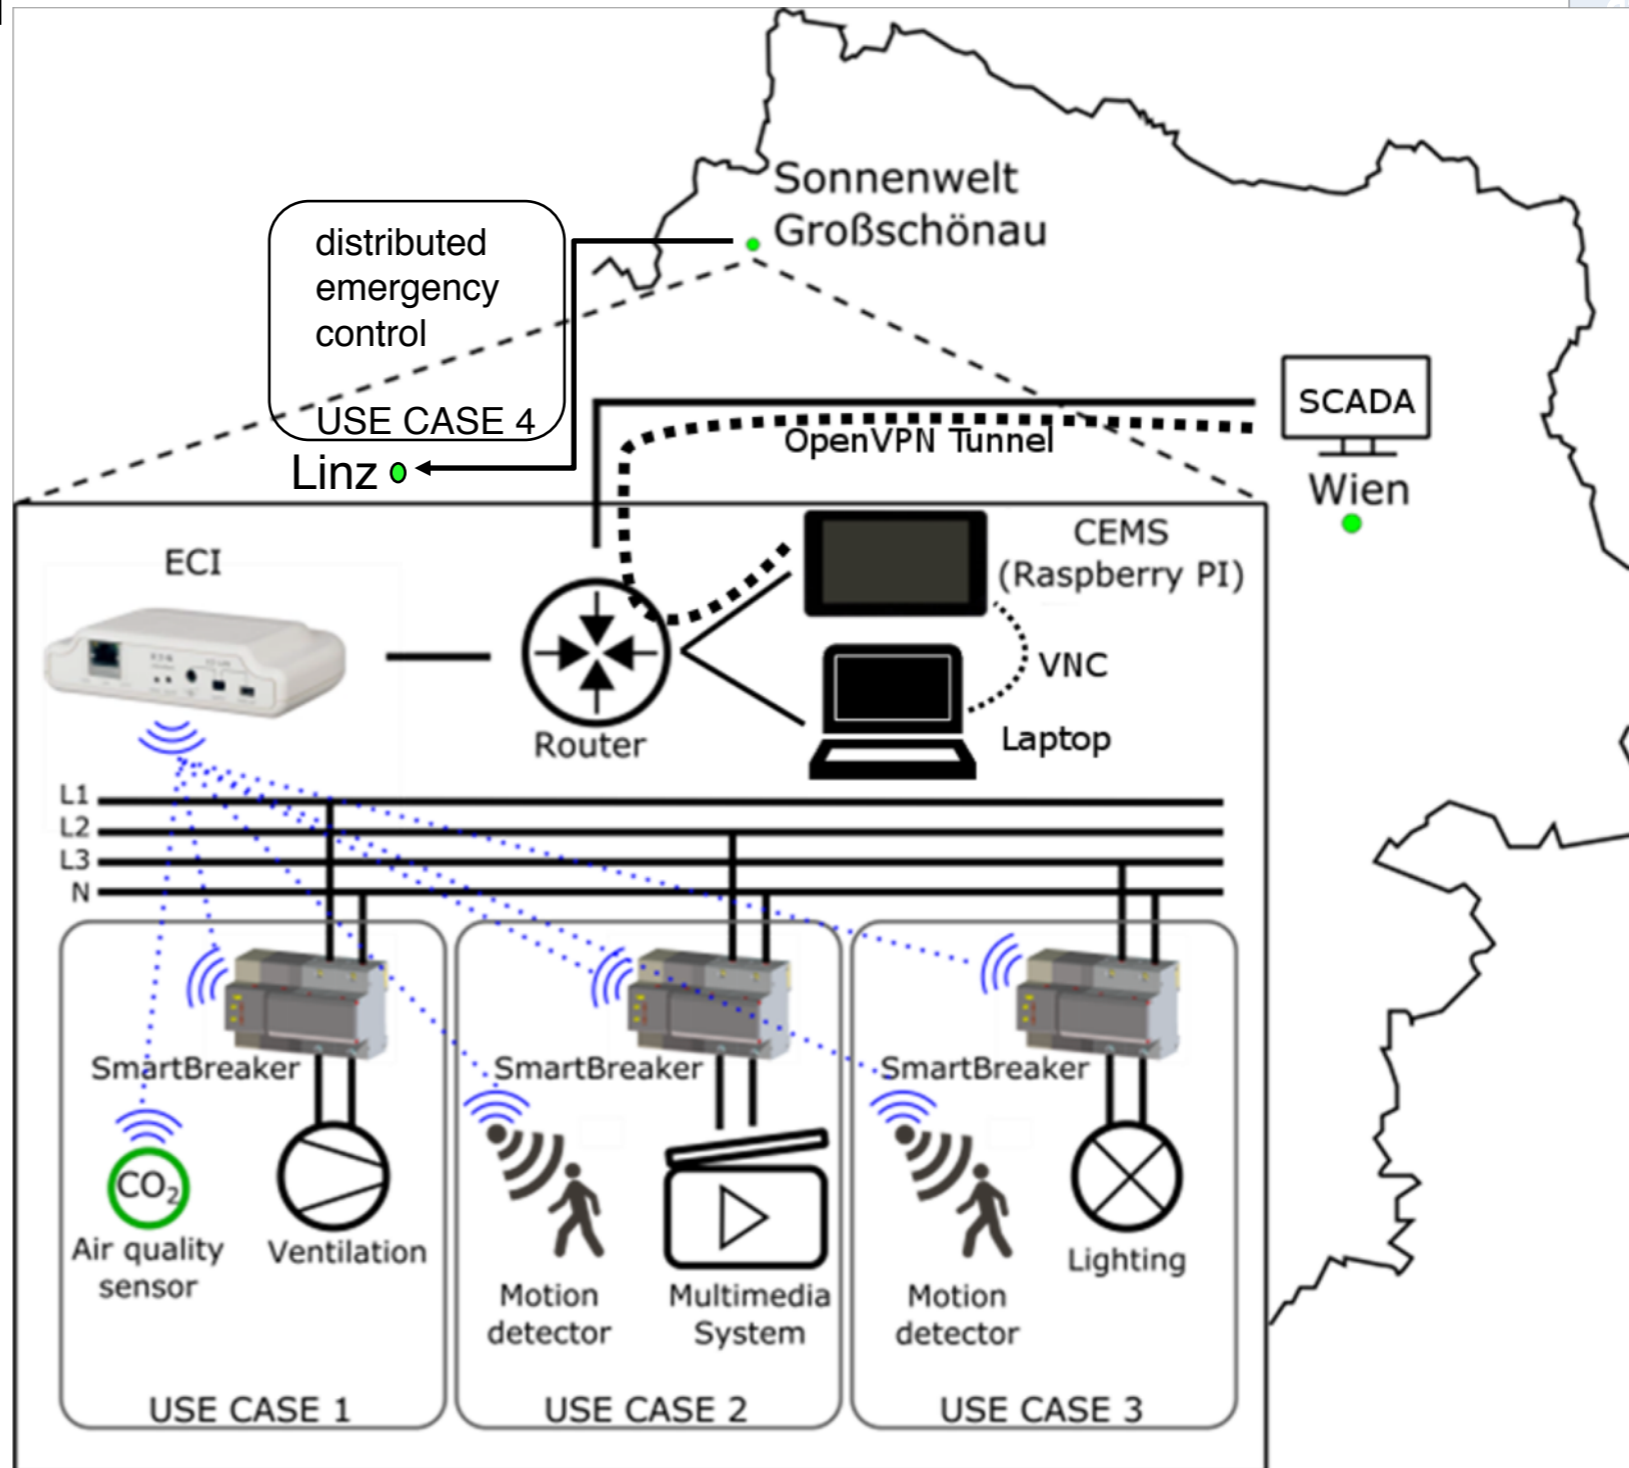 Sonnenwelt
Großschönau
distributed
emergency
control
USE CASE 4
Linz
SCADA
OpenVPN Tunnel
Wien
ECI
CEMS
(Raspberry PI)
VNC
Router
Laptop
L1
L2
L3
N
SmartBreaker
SmartBreaker
SmartBreaker
CO₂
Air quality
sensor
Ventilation
Motion
detector
Multimedia
System
Motion
detector
Lighting
USE CASE 1
USE CASE 2
USE CASE 3